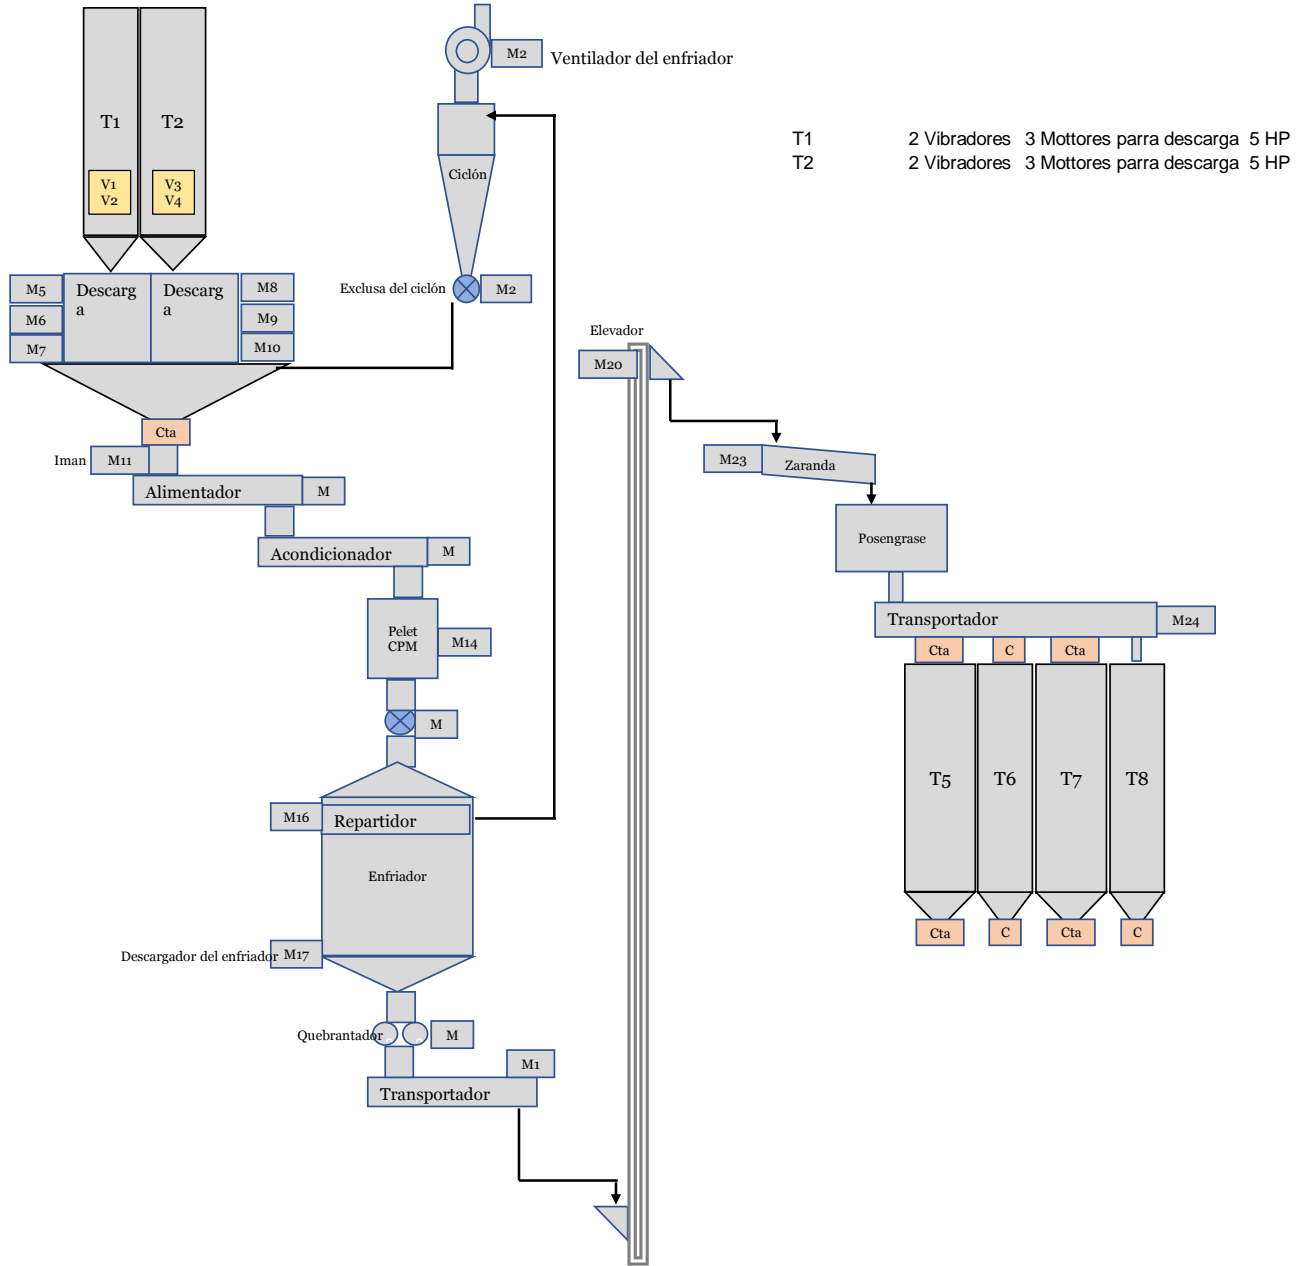 M2
Ventilador del enfriador
T1
T2
T1 2 Vibradores 3 Mottores parra descarga 5 HP
T2 2 Vibradores 3 Mottores parra descarga 5 HP
Ciclón
V1
V2
V3
V4
Exclusa del ciclón
M2
M5
M6
M7
Descarg
a
Descarg
a
M8
M9
M10
Elevador
M20
Cta
Iman
M11
M23
Zaranda
Alimentador
M
Posengrase
Acondicionador
M
Pelet
CPM
M14
Transportador
M24
Cta
C
Cta
M
T5
T6
T7
T8
M16
Repartidor
Enfriador
Cta
C
Cta
C
Descargador del enfriador
M17
Quebrantador
M
M1
Transportador